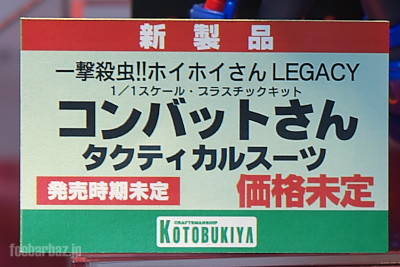 新製品
一撃殺虫!!ホイホイさん LEGACY
1/1スケール・プラスチックキット
コンバットさん
タクティカルスーツ
発売時期未定 価格未定
CRAFTSMANSHIP
KOTOBUKIYA
foobarbaz.jp